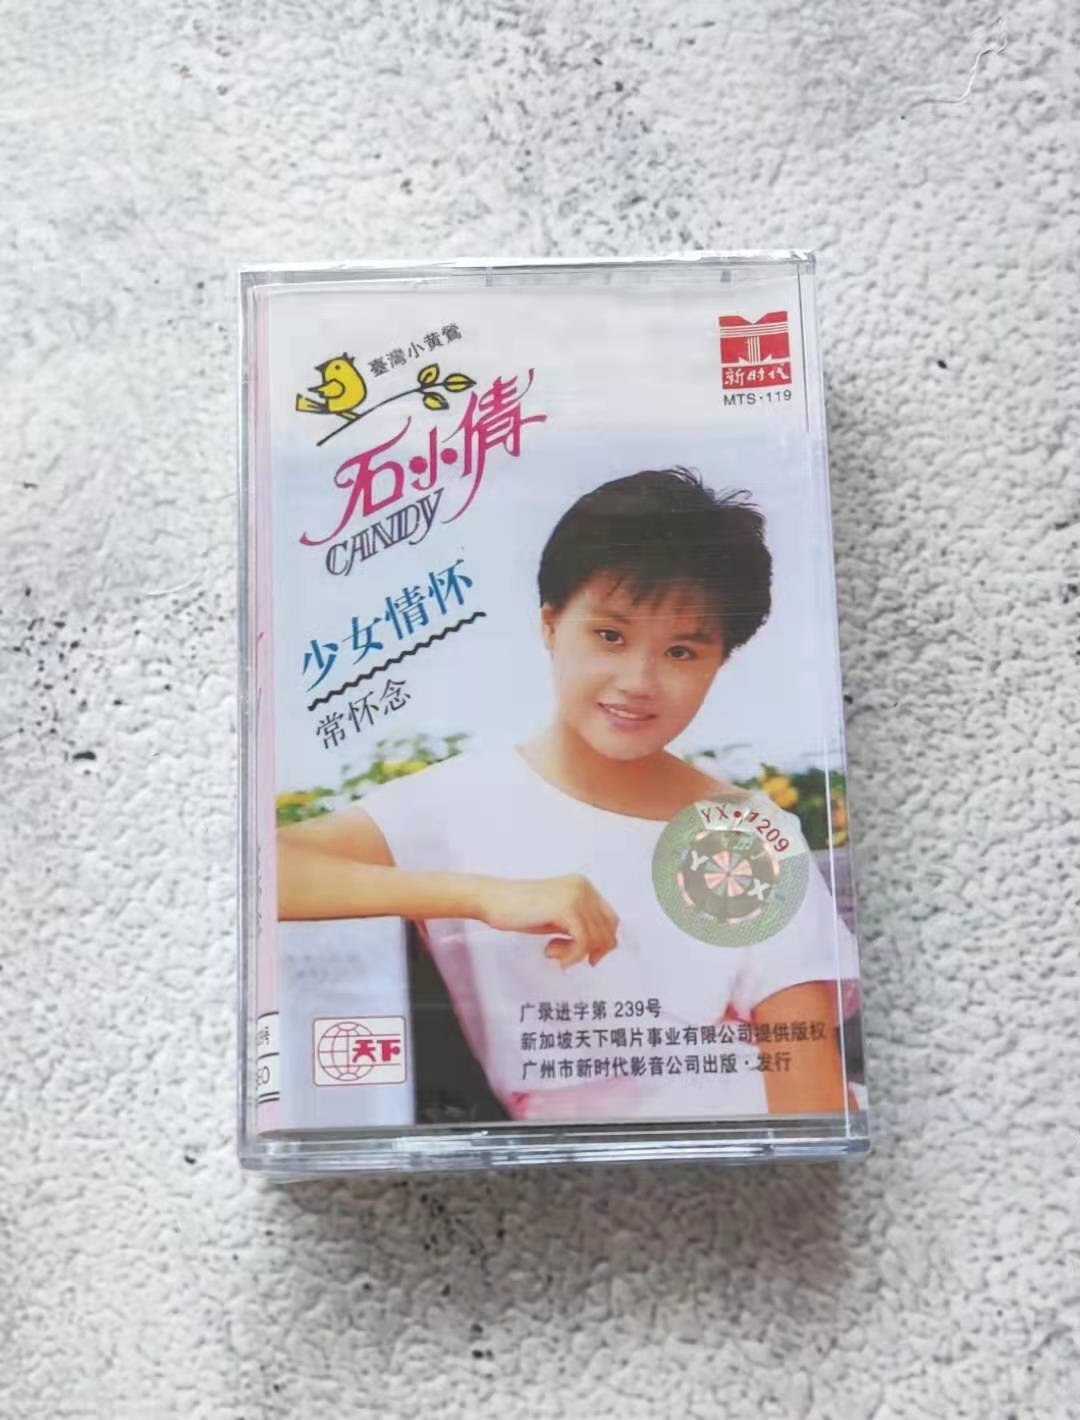 臺灣小黄鶯
石小倩
CANDY
新时代
MTS·119
少女情怀
常怀念
YX·1209
YX
广录进字第 239号
新加坡天下唱片事业有限公司提供版权
广州市新时代影音公司出版·发行
天下